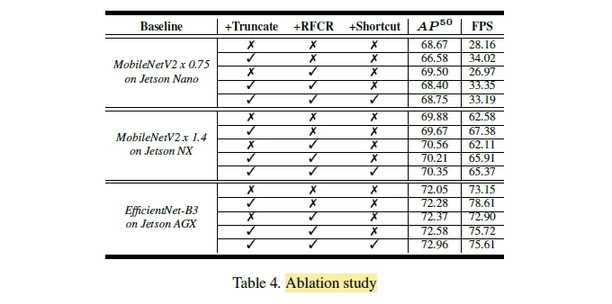 Baseline +Truncate +RFCR +Shortcut AP⁵⁰ FPS
MobileNetV2 x 0.75 on Jetson Nano
✗ ✗ ✗ 68.67 28.16
✓ ✗ ✗ 66.58 34.02
✗ ✓ ✗ 69.50 26.97
✓ ✓ ✗ 68.40 33.35
✓ ✓ ✓ 68.75 33.19
MobileNetV2 x 1.4 on Jetson NX
✗ ✗ ✗ 69.88 62.58
✓ ✗ ✗ 69.67 67.38
✗ ✓ ✗ 70.56 62.11
✓ ✓ ✗ 70.21 65.91
✓ ✓ ✓ 70.35 65.37
EfficientNet-B3 on Jetson AGX
✗ ✗ ✗ 72.05 73.15
✓ ✗ ✗ 72.28 78.61
✗ ✓ ✗ 72.37 72.90
✓ ✓ ✗ 72.58 75.72
✓ ✓ ✓ 72.96 75.61
Table 4. Ablation study